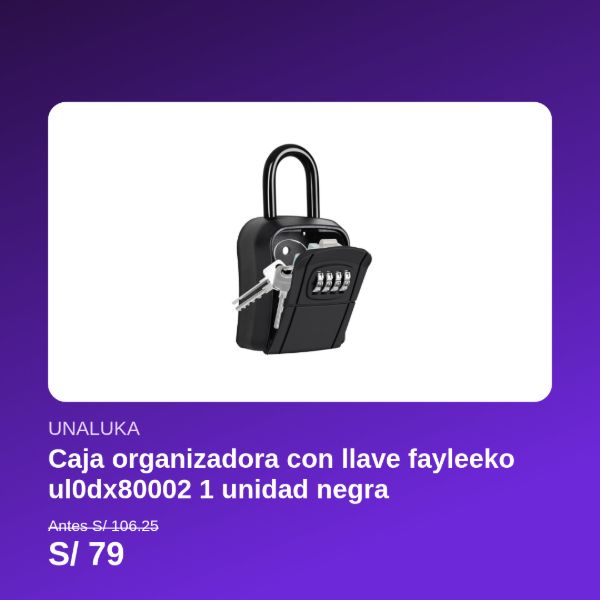 UNALUKA
Caja organizadora con llave fayleeko
ul0dx80002 1 unidad negra
Antes S/ 106.25
S/ 79